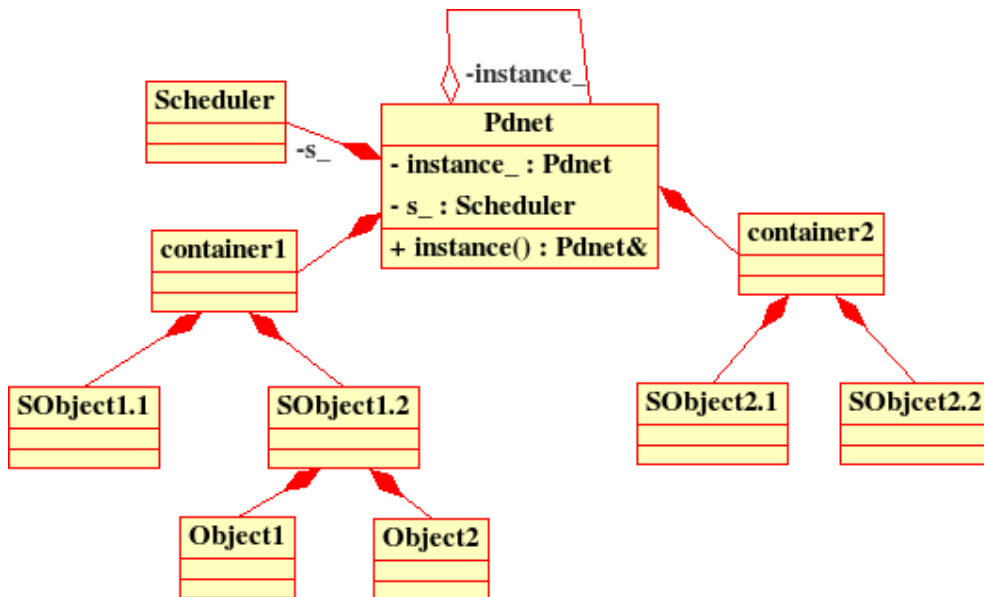 -instance_
Scheduler
Pdnet
-s_
- instance_ : Pdnet
- s_ : Scheduler
+ instance() : Pdnet&
container1
container2
SObject1.1
SObject1.2
SObject2.1
SObjcet2.2
Object1
Object2